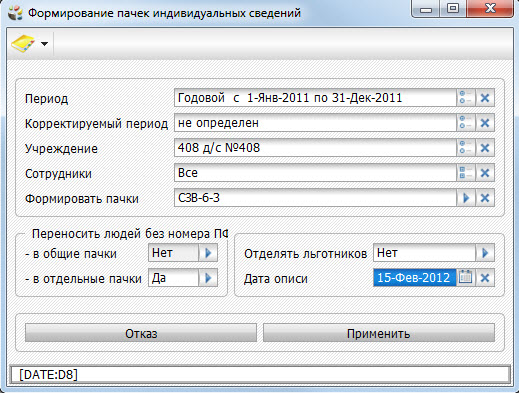 Формирование пачек индивидуальных сведений
Период Годовой с 1-Янв-2011 по 31-Дек-2011
Корректируемый период не определен
Учреждение 408 д/с №408
Сотрудники Все
Формировать пачки СЗВ-6-3
Переносить людей без номера ПФ
- в общие пачки Нет
- в отдельные пачки Да
Отделять льготников Нет
Дата описи 15-Фев-2012
Отказ Применить
[DATE:D8]